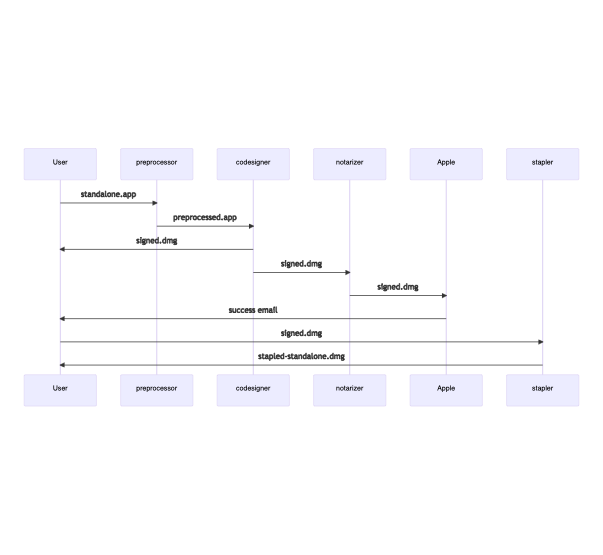 User preprocessor codesigner notarizer Apple stapler
standalone.app
preprocessed.app
signed.dmg
signed.dmg
signed.dmg
success email
signed.dmg
stapled-standalone.dmg
User preprocessor codesigner notarizer Apple stapler